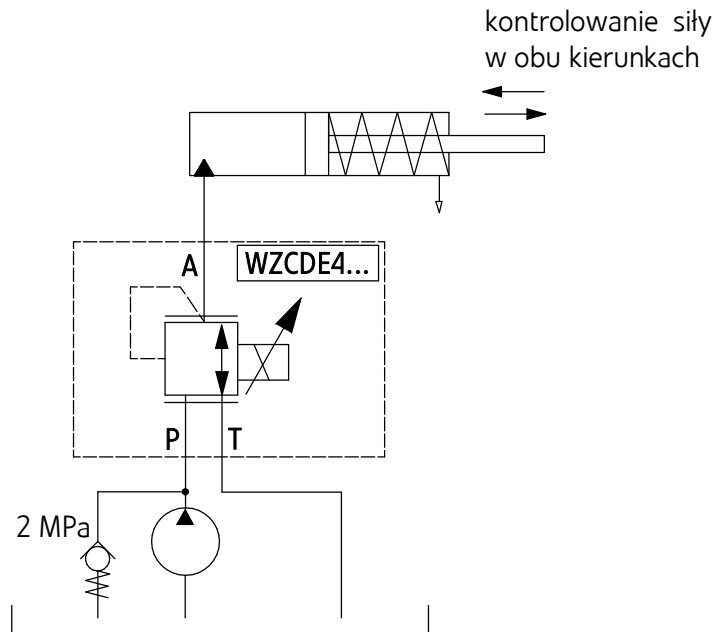 kontrolowanie siły
w obu kierunkach
A
WZCDE4...
P
T
2 MPa